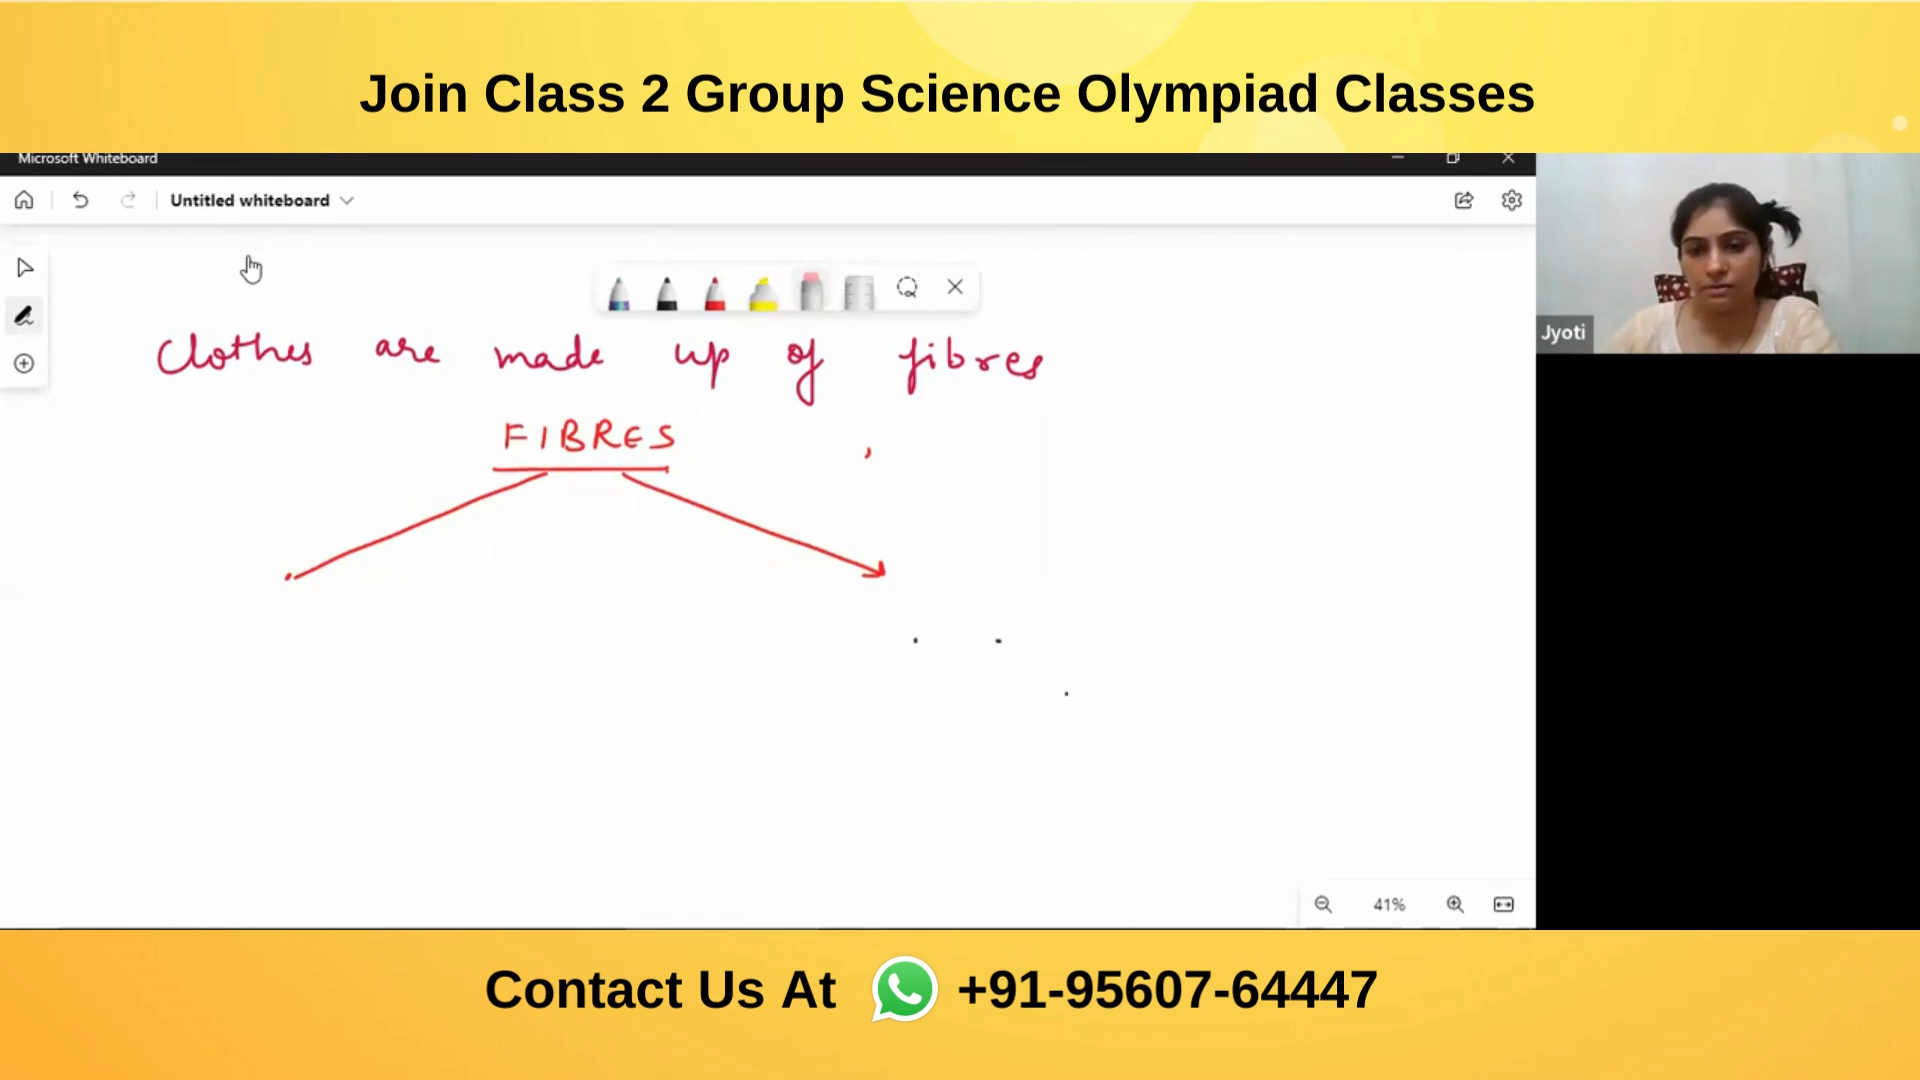 Join Class 2 Group Science Olympiad Classes
Microsoft Whiteboard
Untitled whiteboard
Clothes are made up of fibres
FIBRES
Jyoti
41%
Contact Us At +91-95607-64447